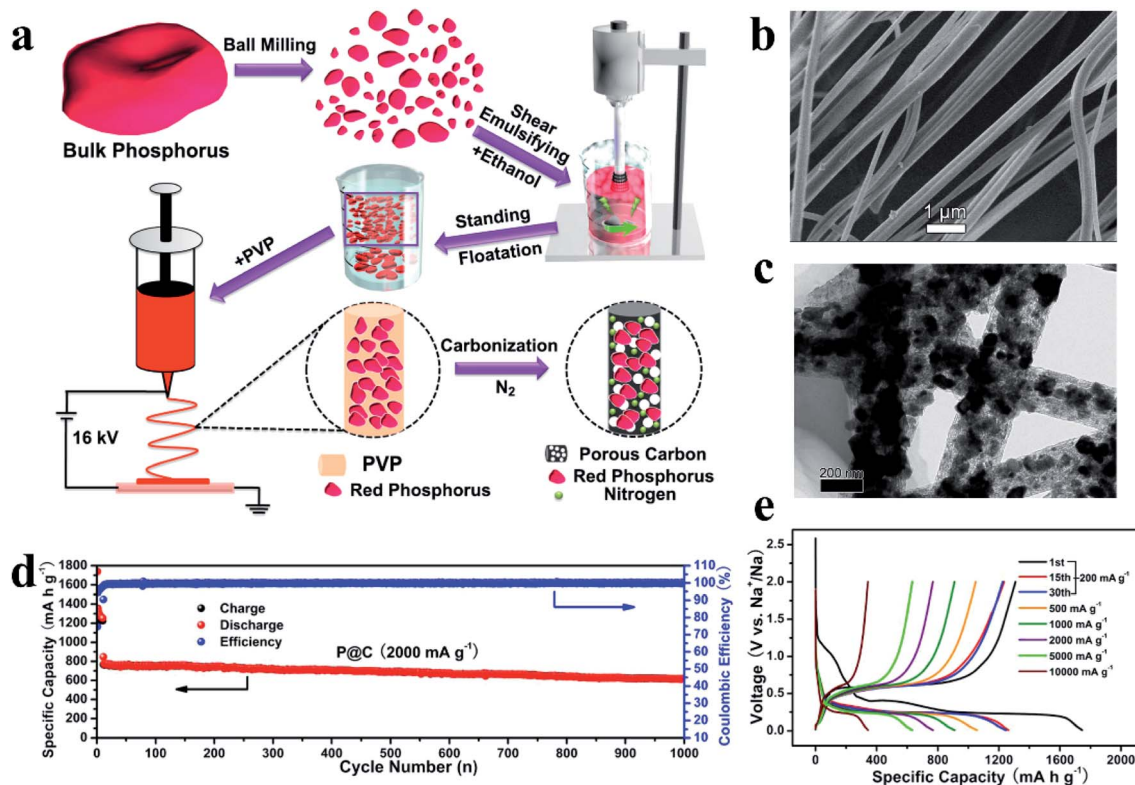 a
Bulk Phosphorus
Ball Milling
Shear
Emulsifying
+Ethanol
Standing
Floatation
+PVP
16 kV
Carbonization
N2
PVP
Red Phosphorus
Porous Carbon
Red Phosphorus
Nitrogen
b
1 μm
c
200 nm
d
Specific Capacity (mA h g-1)
1800
1600
1400
1200
1000
800
600
400
200
0
Charge
Discharge
Efficiency
P@C (2000 mA g-1)
0 100 200 300 400 500 600 700 800 900 1000
Cycle Number (n)
110
100
90
80
70
60
50
40
30
20
10
Coulombic Efficiency (%)
e
Voltage (V vs. Na+/Na)
2.5
2.0
1.5
1.0
0.5
0.0
1st
15th 200 mA g-1
30th
500 mA g-1
1000 mA g-1
2000 mA g-1
5000 mA g-1
10000 mA g-1
0 400 800 1200 1600 2000
Specific Capacity (mA h g-1)